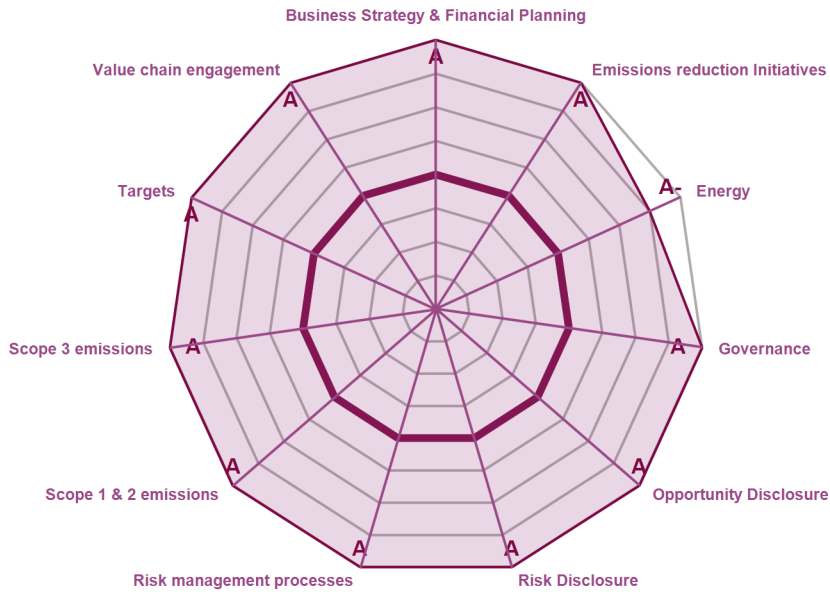 Business Strategy & Financial Planning
A
Value chain engagement
A
Emissions reduction Initiatives
A
Targets
A
A-
Energy
Scope 3 emissions
A
A
Governance
Scope 1 & 2 emissions
A
A
Opportunity Disclosure
Risk management processes
A
A
Risk Disclosure